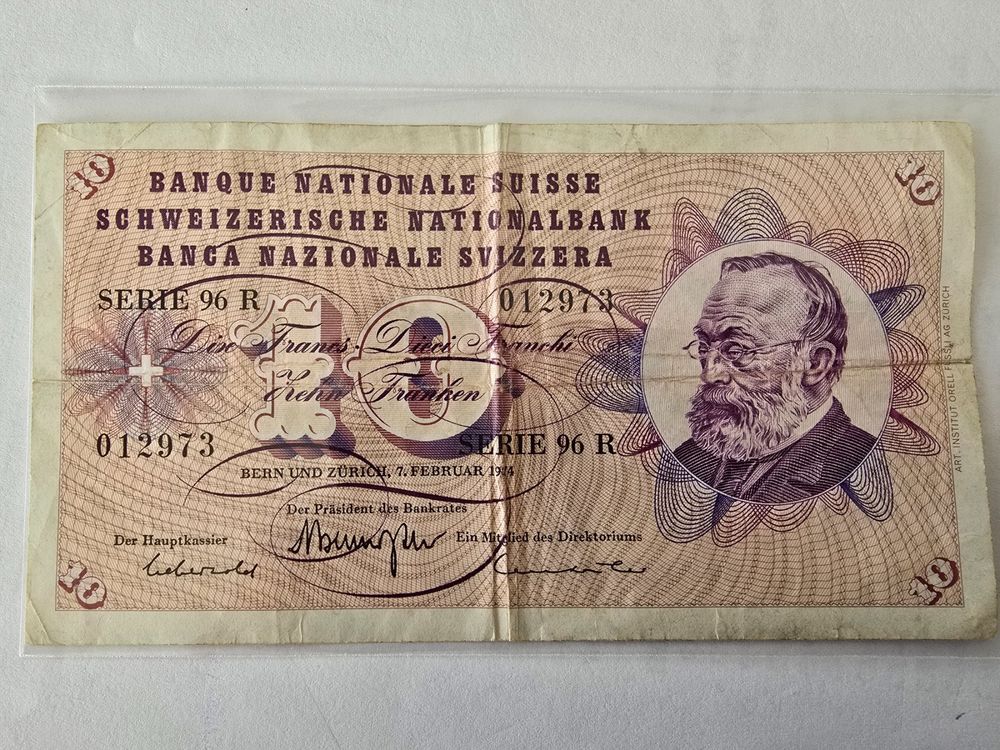 10 10
BANQUE NATIONALE SUISSE
SCHWEIZERISCHE NATIONALBANK
BANCA NAZIONALE SVIZZERA
SERIE 96 R 012973
10
Dix Francs Dieci Franchi
Zehn Franken
012973 SERIE 96 R
BERN UND ZÜRICH, 7. FEBRUAR 1974
Der Präsident des Bankrates
Der Hauptkassier Ein Mitglied des Direktoriums
10 10
ART. INSTITUT ORELL FÜSSLI AG ZÜRICH